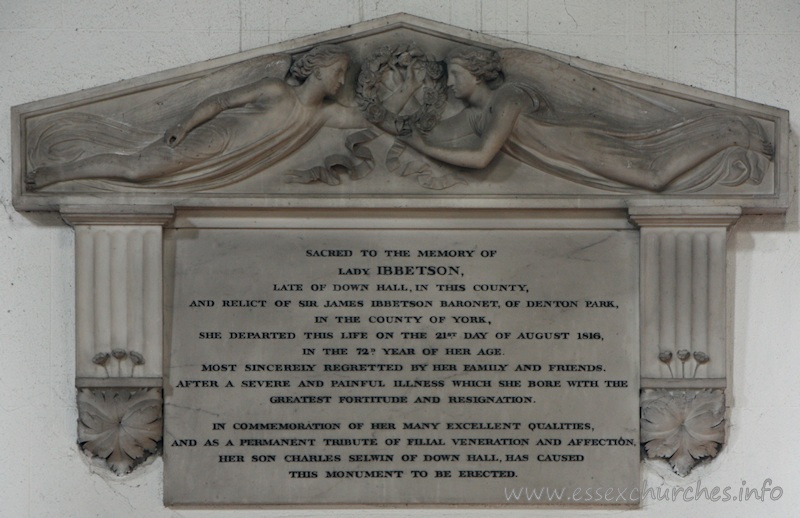 SACRED TO THE MEMORY OF
LADY IBBETSON,
LATE OF DOWN HALL, IN THIS COUNTY,
AND RELICT OF SIR JAMES IBBETSON BARONET, OF DENTON PARK,
IN THE COUNTY OF YORK,
SHE DEPARTED THIS LIFE ON THE 21ST DAY OF AUGUST 1816,
IN THE 72D YEAR OF HER AGE.
MOST SINCERELY REGRETTED BY HER FAMILY AND FRIENDS.
AFTER A SEVERE AND PAINFUL ILLNESS WHICH SHE BORE WITH THE
GREATEST FORTITUDE AND RESIGNATION.
IN COMMEMORATION OF HER MANY EXCELLENT QUALITIES,
AND AS A PERMANENT TRIBUTE OF FILIAL VENERATION AND AFFECTION,
HER SON CHARLES SELWIN OF DOWN HALL, HAS CAUSED
THIS MONUMENT TO BE ERECTED.
www.essexchurches.info